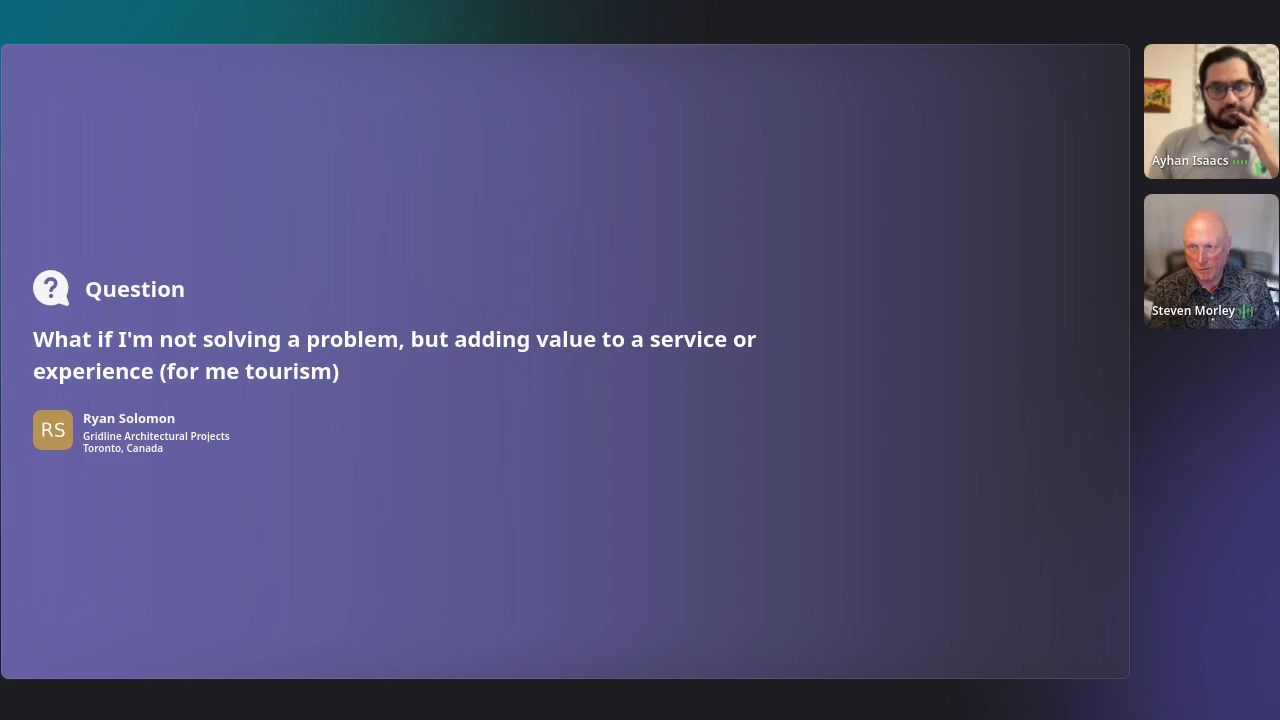 Question
What if I'm not solving a problem, but adding value to a service or
experience (for me tourism)
RS
Ryan Solomon
Gridline Architectural Projects
Toronto, Canada
Ayhan Isaacs
Steven Morley